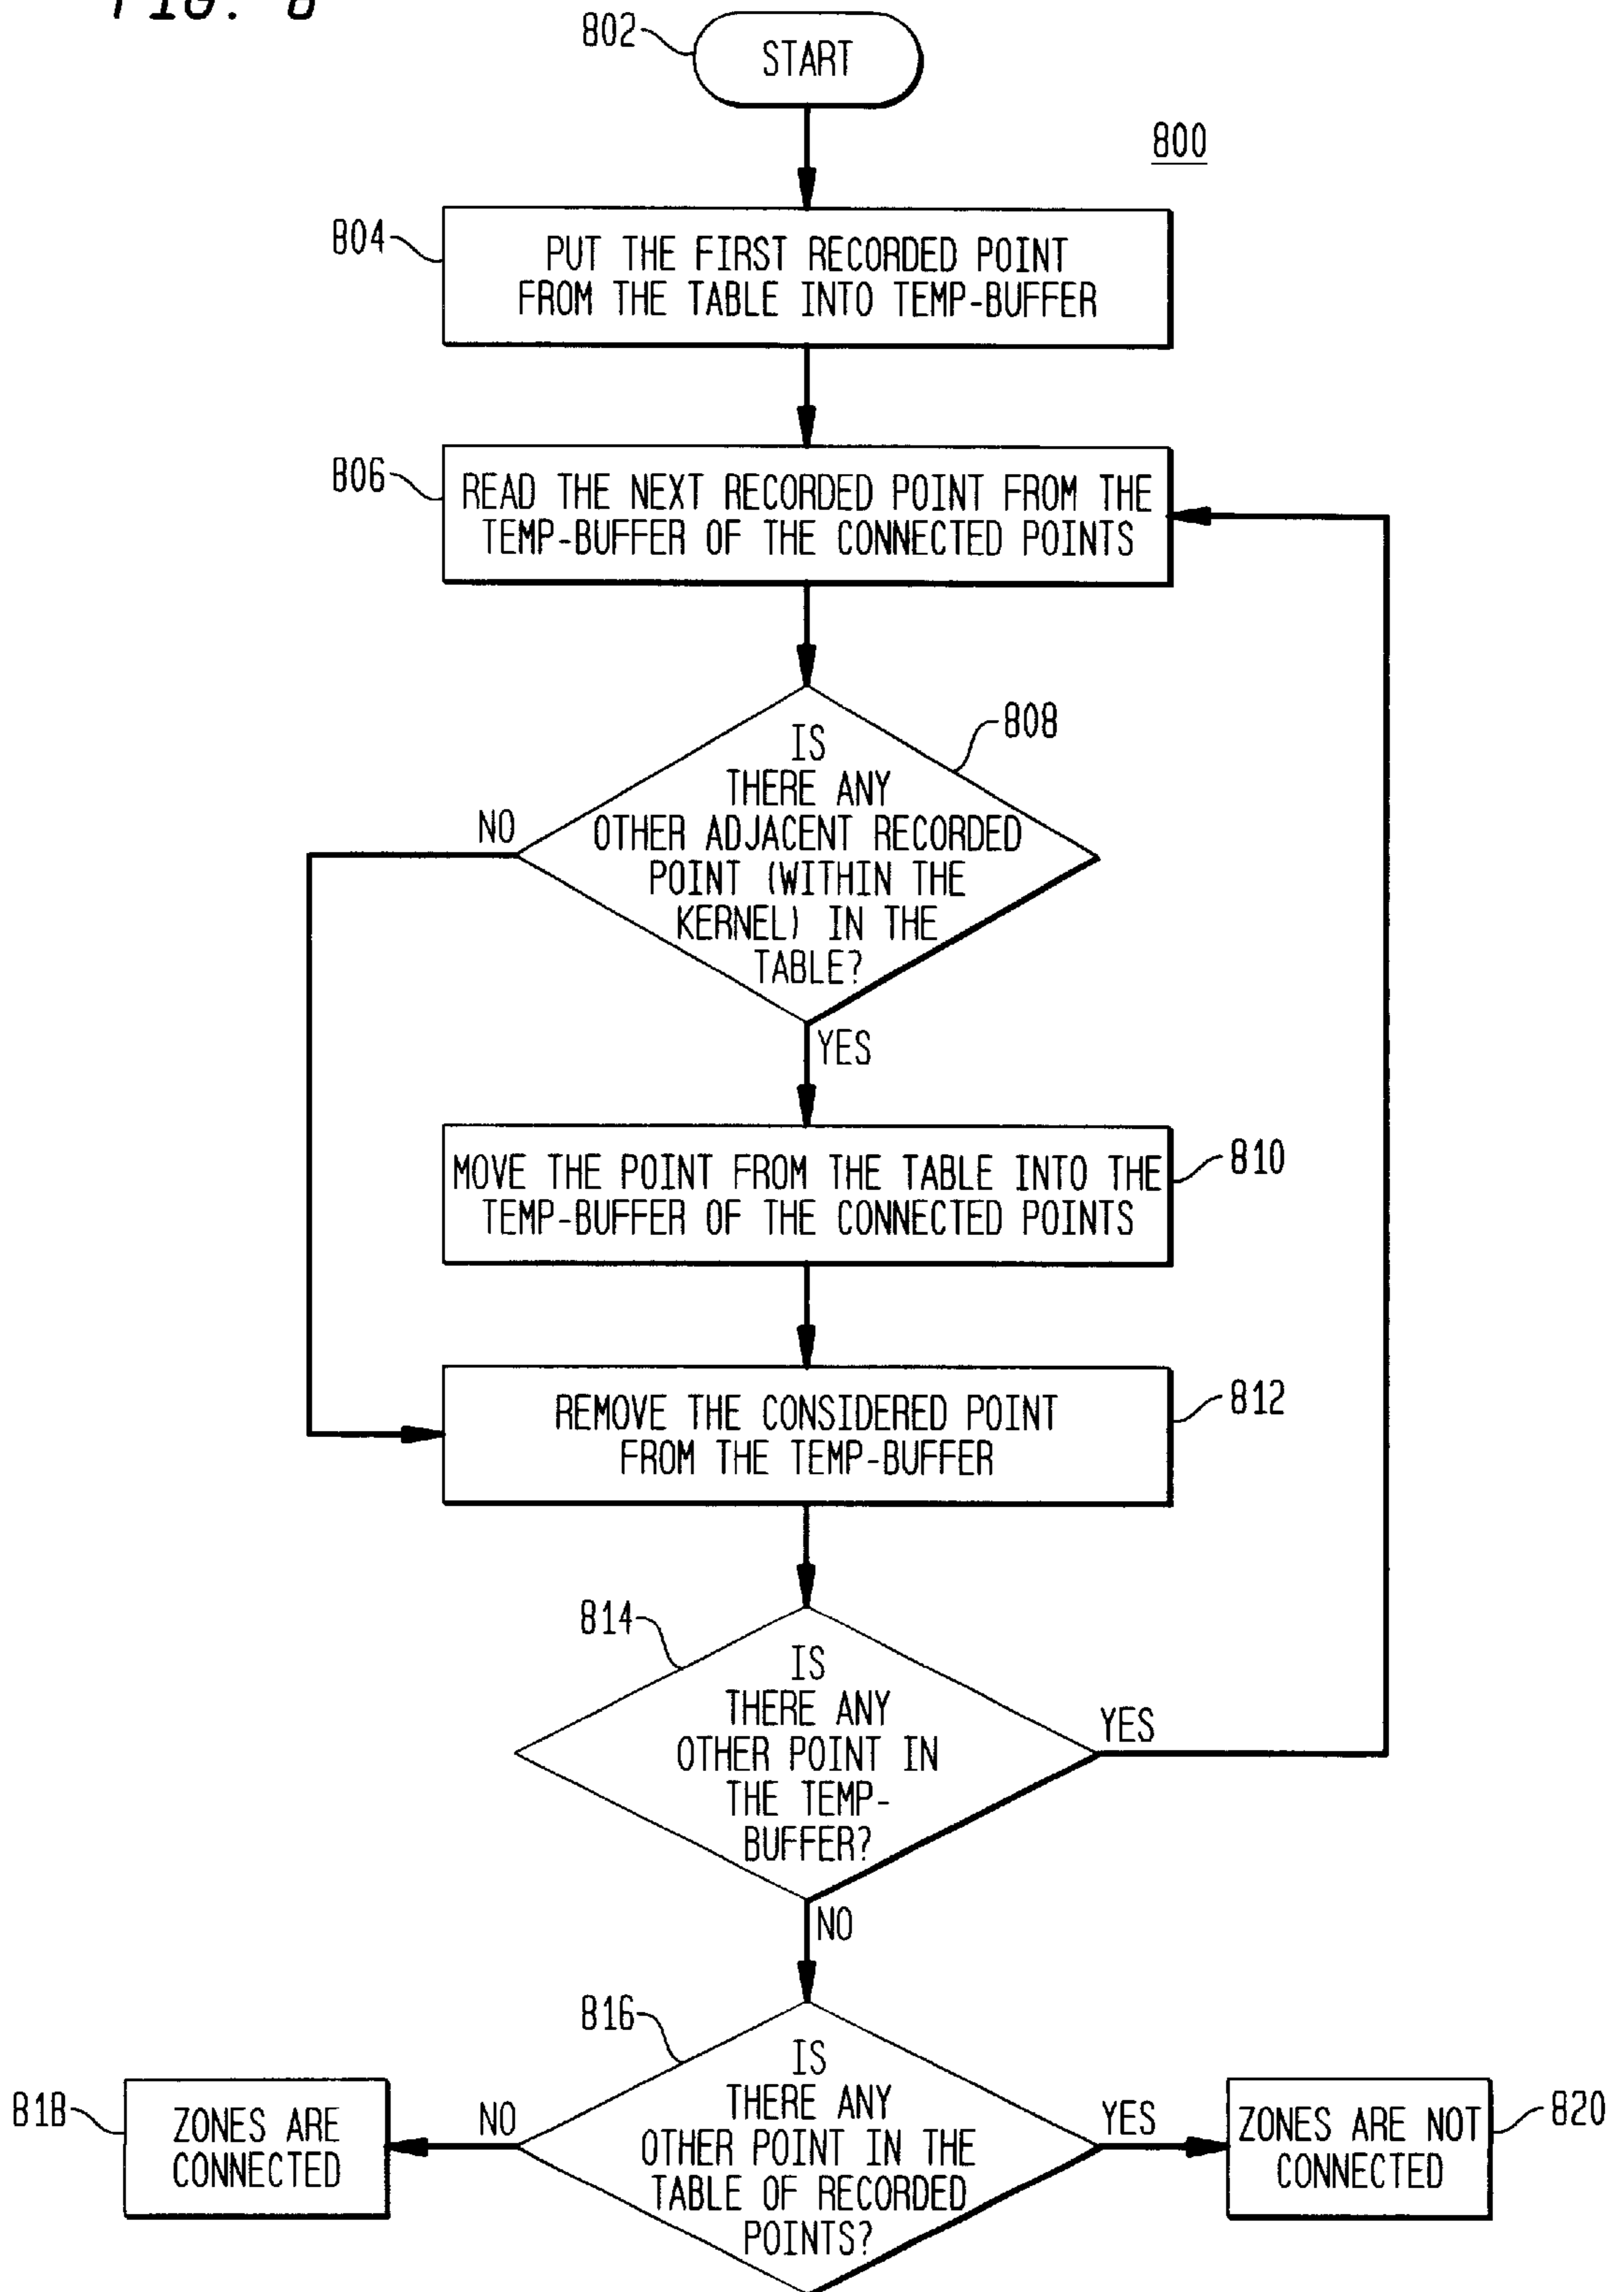 FIG. 8
802
START
800
804
PUT THE FIRST RECORDED POINT
FROM THE TABLE INTO TEMP-BUFFER
806
READ THE NEXT RECORDED POINT FROM THE
TEMP-BUFFER OF THE CONNECTED POINTS
808
IS
THERE ANY
OTHER ADJACENT RECORDED
POINT (WITHIN THE
KERNEL) IN THE
TABLE?
NO
YES
810
MOVE THE POINT FROM THE TABLE INTO THE
TEMP-BUFFER OF THE CONNECTED POINTS
812
REMOVE THE CONSIDERED POINT
FROM THE TEMP-BUFFER
814
IS
THERE ANY
OTHER POINT IN
THE TEMP-
BUFFER?
YES
NO
816
IS
THERE ANY
OTHER POINT IN THE
TABLE OF RECORDED
POINTS?
NO
YES
818
ZONES ARE
CONNECTED
820
ZONES ARE NOT
CONNECTED